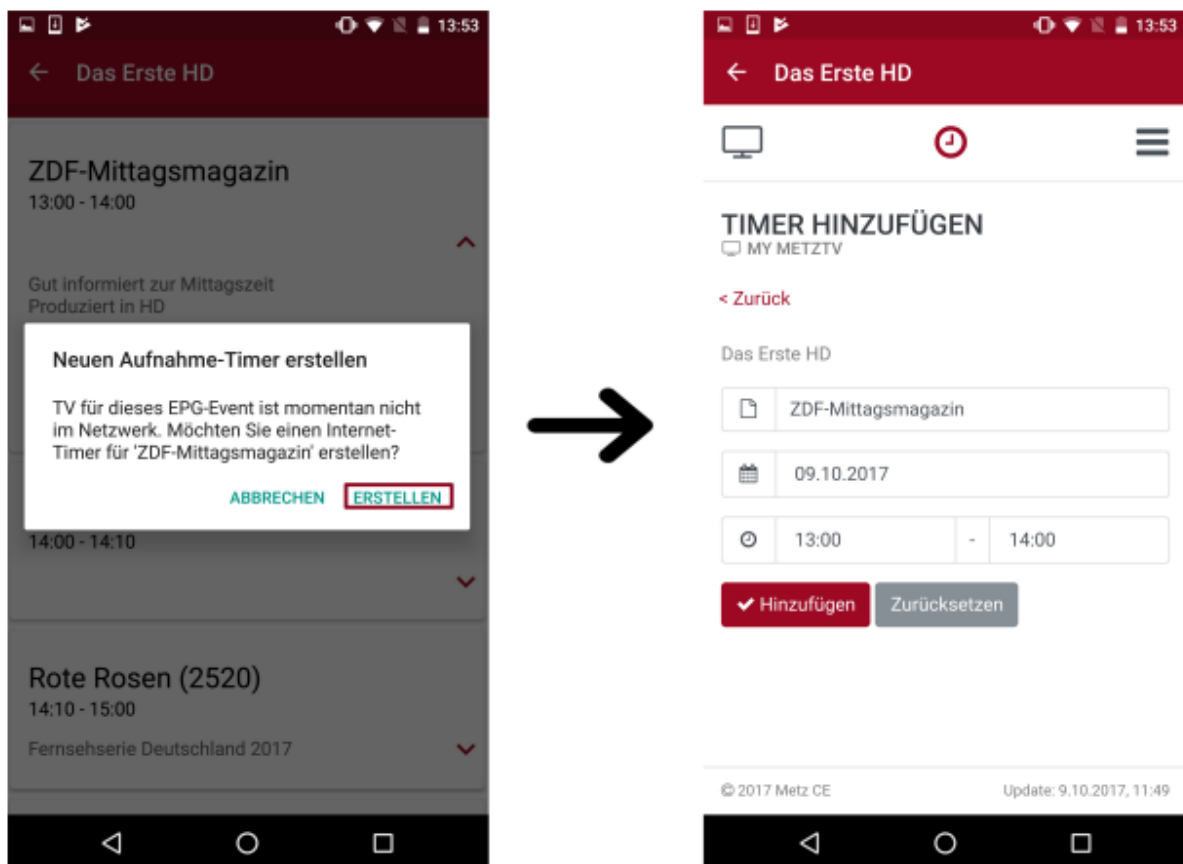 13:53
Das Erste HD
ZDF-Mittagsmagazin
13:00 - 14:00
Gut informiert zur Mittagszeit
Produziert in HD
Neuen Aufnahme-Timer erstellen
TV für dieses EPG-Event ist momentan nicht
im Netzwerk. Möchten Sie einen Internet-
Timer für 'ZDF-Mittagsmagazin' erstellen?
ABBRECHEN ERSTELLEN
14:00 - 14:10
Rote Rosen (2520)
14:10 - 15:00
Fernsehserie Deutschland 2017
13:53
Das Erste HD
TIMER HINZUFÜGEN
MY METZTV
< Zurück
Das Erste HD
ZDF-Mittagsmagazin
09.10.2017
13:00 - 14:00
Hinzufügen Zurücksetzen
© 2017 Metz CE Update: 9.10.2017, 11:49